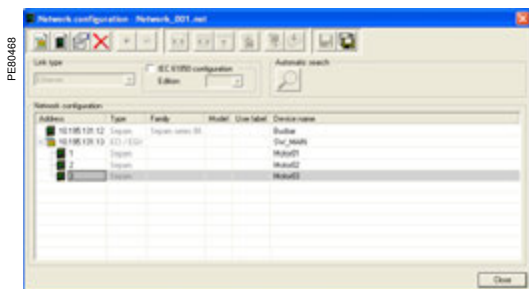 PE80468
Network configuration Network_001.net
Link type
IEC 61850 configuration
Edition
Automatic search
Network configuration
Address Type Family Model User label Device name
10.195.131.12 Sepam Sepam series 80 Busbar
10.195.131.13 Gw_MAIN
1 Sepam Motor01
2 Sepam Motor02
3 Sepam Motor03
Close